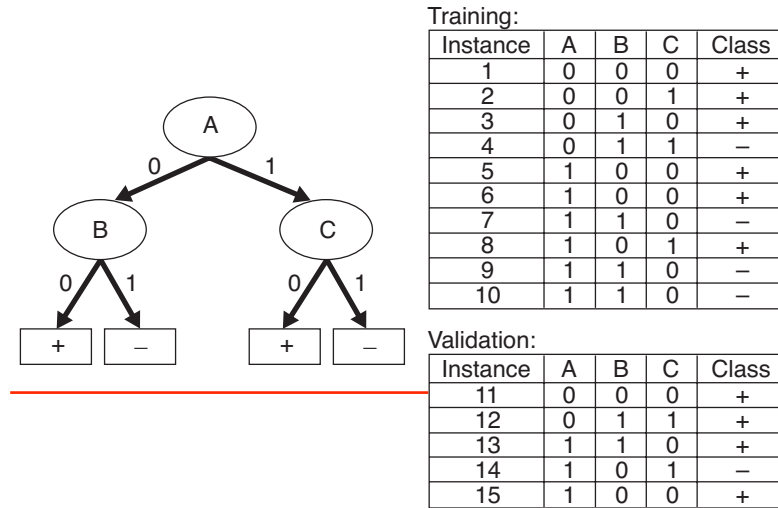 A
0 1
B C
0 1 0 1
+ − + −
Training:
Instance A B C Class
1 0 0 0 +
2 0 0 1 +
3 0 1 0 +
4 0 1 1 −
5 1 0 0 +
6 1 0 0 +
7 1 1 0 −
8 1 0 1 +
9 1 1 0 −
10 1 1 0 −
Validation:
Instance A B C Class
11 0 0 0 +
12 0 1 1 +
13 1 1 0 +
14 1 0 1 −
15 1 0 0 +